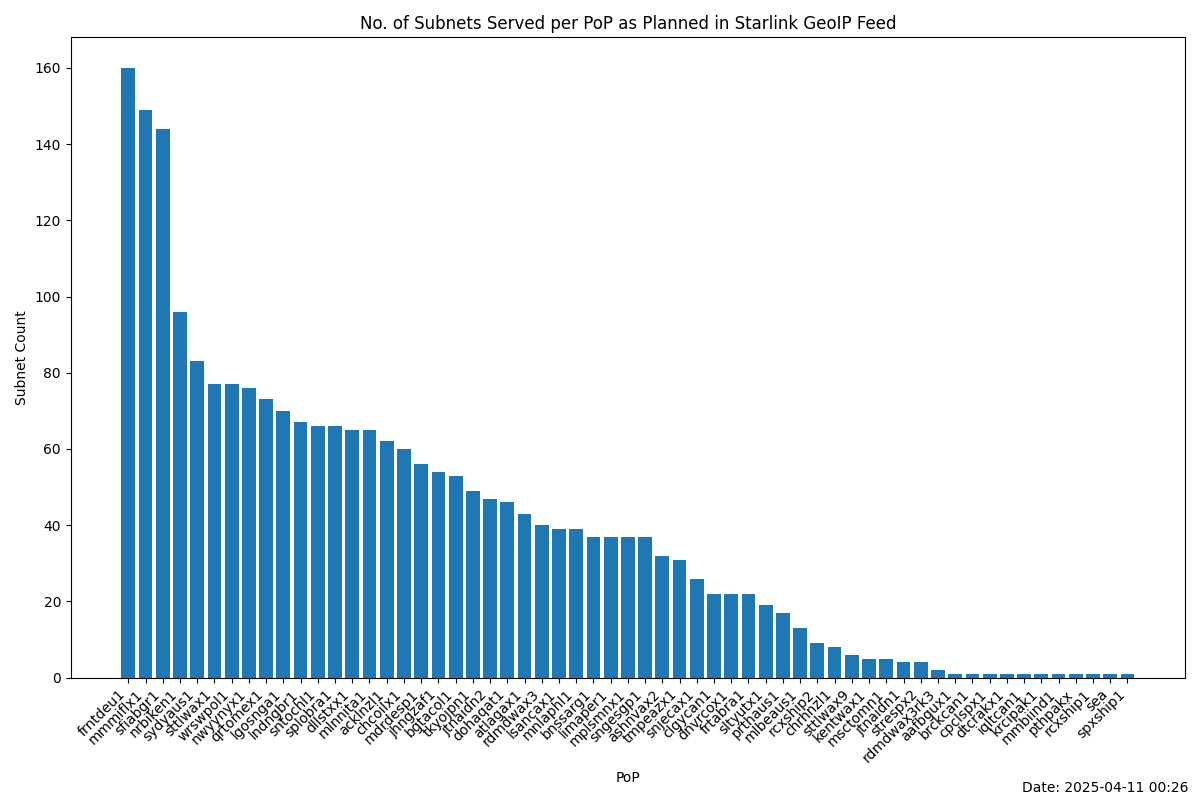 No. of Subnets Served per PoP as Planned in Starlink GeoIP Feed
160
140
120
100
80
60
40
20
0
Subnet Count
frntdeu1
mmmiflx1
sfiabgr1
nrbiken1
sydyaus1
sttlwax1
wrswpol1
nwyynyx1
qrtomex1
lgosnga1
lndngbr1
sntochl1
splobra1
dllstxx1
mlnnita1
acklnzl1
chcoilx1
mdrdesp1
jhngzaf1
bgtacol1
tkyojpn1
jtnaidn2
dohaqat1
atlagax1
rdmdwax3
lsancax1
mnlaphl1
bnssarg1
limaper1
mplsmnx1
sngesgp1
ashnvax2
tmpeazx1
snjecax1
clgycan1
dnvrcox1
frtabra1
sltyutx1
prthaus1
mlbeaus1
rcxship2
chrhnzl1
sttlwax9
kentwax1
msctomn1
jtnaidn1
strespx2
rdmdwax3rk3
aafbgux1
brckcan1
cpclspx1
dtcrakx1
iqltcan1
krcipak1
mmbiind1
pthpakx
rcxship1
sea
spxship1
PoP
Date: 2025-04-11 00:26